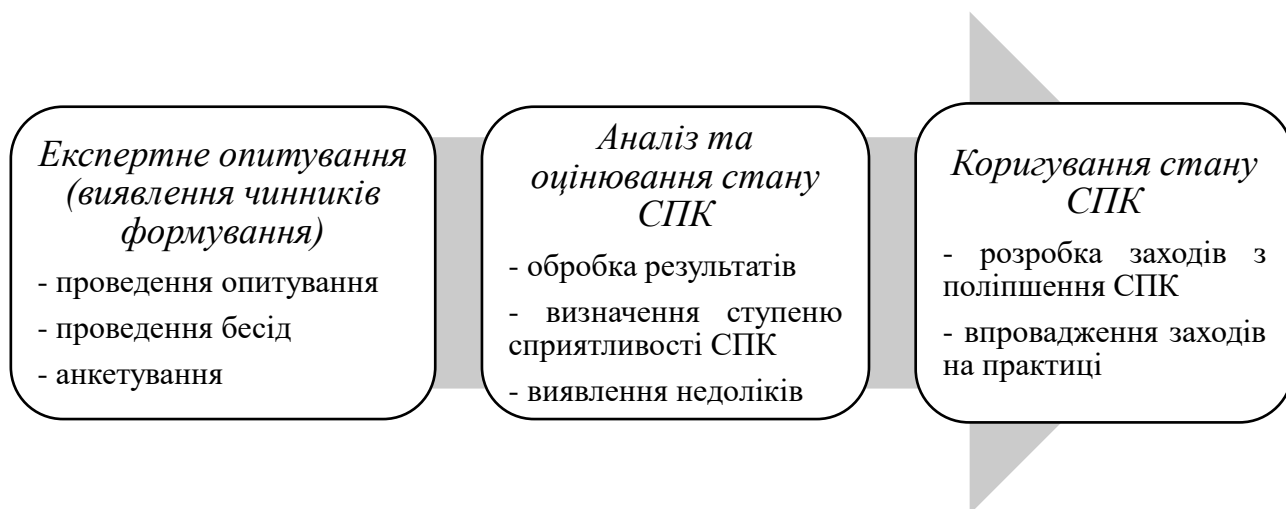 Експертне опитування
(виявлення чинників
формування)
- проведення опитування
- проведення бесід
- анкетування
Аналіз та
оцінювання стану
СПК
- обробка результатів
- визначення ступеню
сприятливості СПК
- виявлення недоліків
Коригування стану
СПК
- розробка заходів з
поліпшення СПК
- впровадження заходів
на практиці